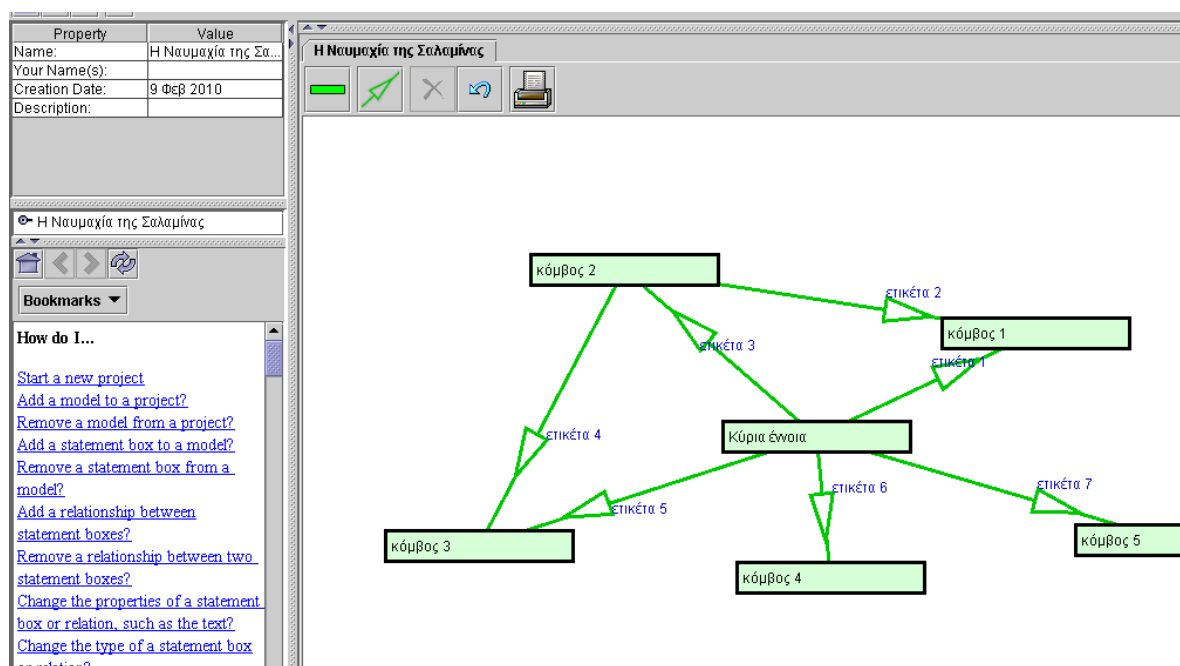 Property Value
Name: Η Ναυμαχία της Σα...
Your Name(s):
Creation Date: 9 Φεβ 2010
Description:
Η Ναυμαχία της Σαλαμίνας
Bookmarks
How do I...
Start a new project
Add a model to a project?
Remove a model from a project?
Add a statement box to a model?
Remove a statement box from a
model?
Add a relationship between
statement boxes?
Remove a relationship between two
statement boxes?
Change the properties of a statement
box or relation, such as the text?
Change the type of a statement box
or relation?
Η Ναυμαχία της Σαλαμίνας
κόμβος 2
ετικέτα 2
κόμβος 1
ετικέτα 3
ετικέτα 1
ετικέτα 4
Κύρια έννοια
ετικέτα 6
ετικέτα 7
ετικέτα 5
κόμβος 3
κόμβος 5
κόμβος 4